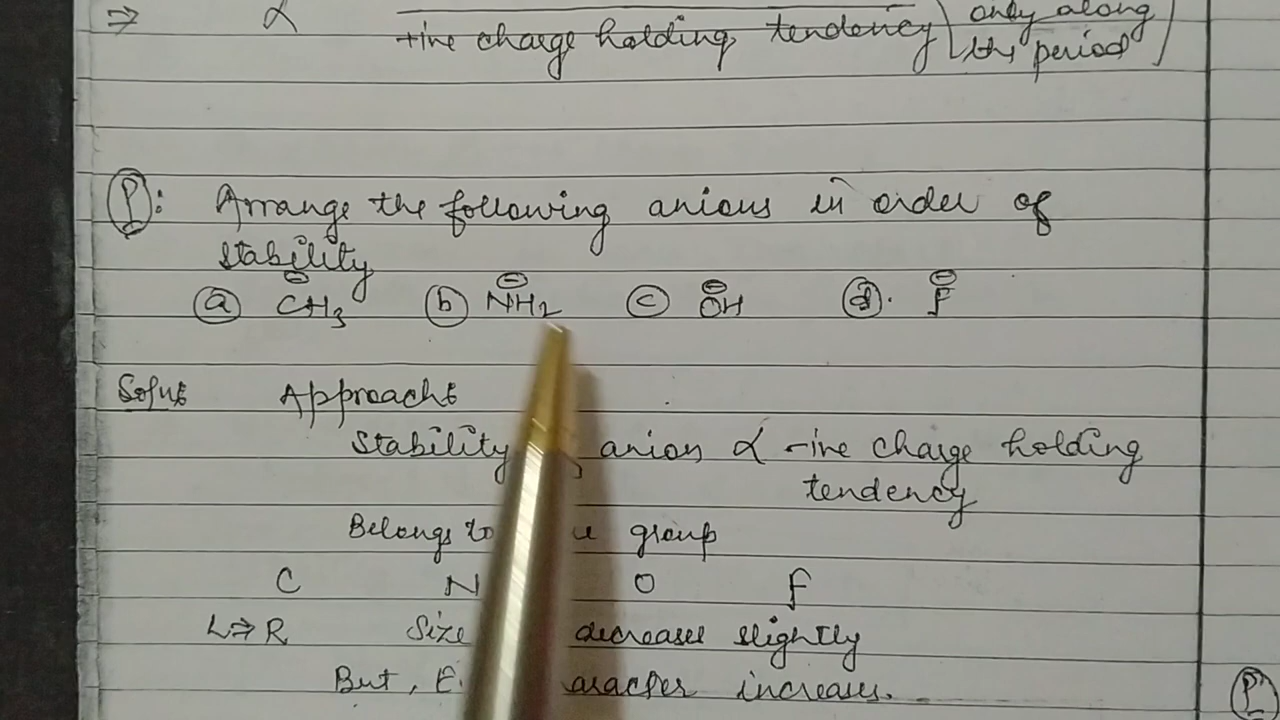 ⇒ α +ive charge holding tendency (only along
the period)
(P): Arrange the following anions in order of
stability
(a) CH3⊖ (b) NH2⊖ (c) OH⊖ (d). F⊖
Approach:
Stability anion α -ive charge holding
tendency
Belongs to group
C N O F
L⇒R Size decreases slightly
But, increases.
(P)